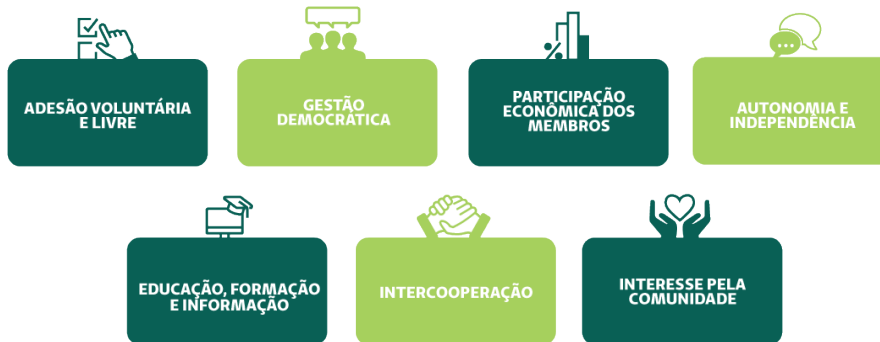 ADESÃO VOLUNTÁRIA
E LIVRE
GESTÃO
DEMOCRÁTICA
PARTICIPAÇÃO
ECONÔMICA DOS
MEMBROS
AUTONOMIA E
INDEPENDÊNCIA
EDUCAÇÃO, FORMAÇÃO
E INFORMAÇÃO
INTERCOOPERAÇÃO
INTERESSE PELA
COMUNIDADE